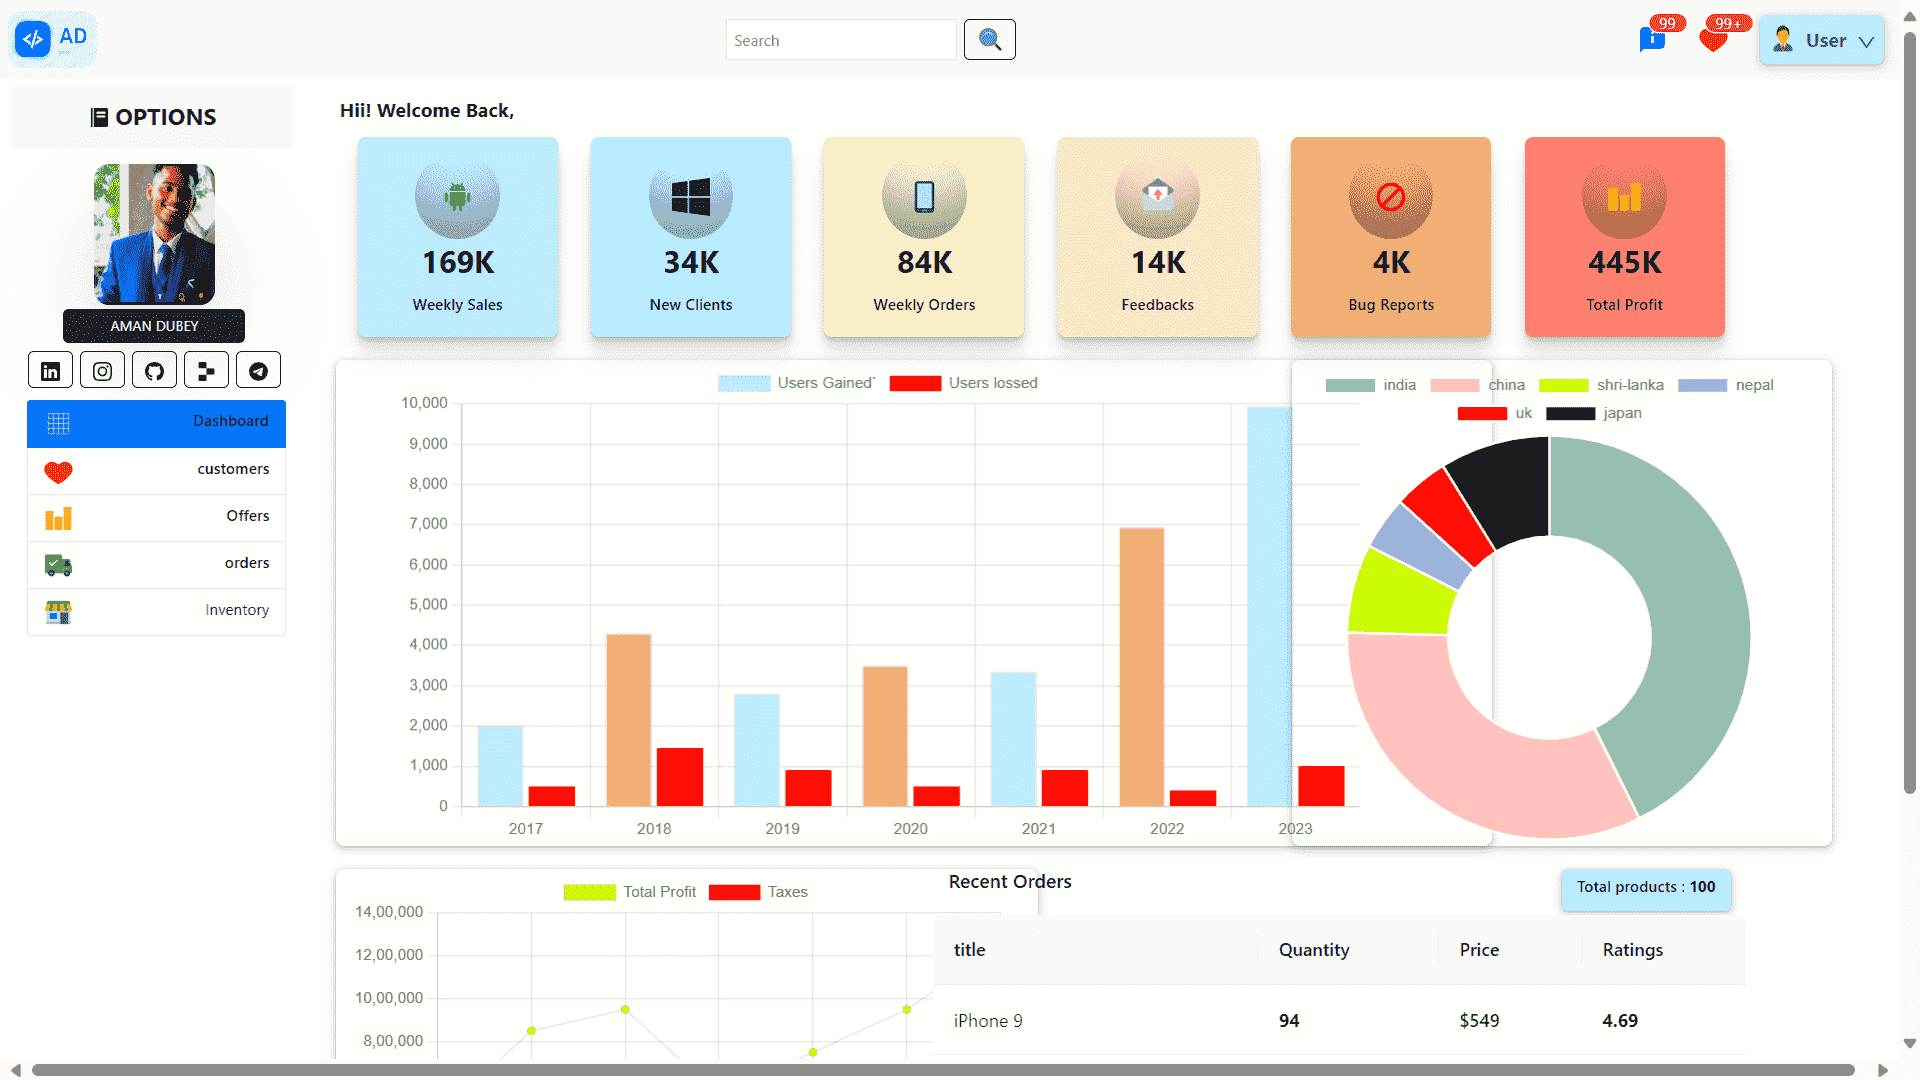 AD
Search
99
99+
User
OPTIONS
AMAN DUBEY
Dashboard
customers
Offers
orders
Inventory
Hii! Welcome Back,
169K
Weekly Sales
34K
New Clients
84K
Weekly Orders
14K
Feedbacks
4K
Bug Reports
445K
Total Profit
Users Gained` Users lossed
10,000
9,000
8,000
7,000
6,000
5,000
4,000
3,000
2,000
1,000
0
2017 2018 2019 2020 2021 2022 2023
india china shri-lanka nepal
uk japan
Total Profit Taxes
14,00,000
12,00,000
10,00,000
8,00,000
Recent Orders
Total products : 100
title Quantity Price Ratings
iPhone 9 94 $549 4.69